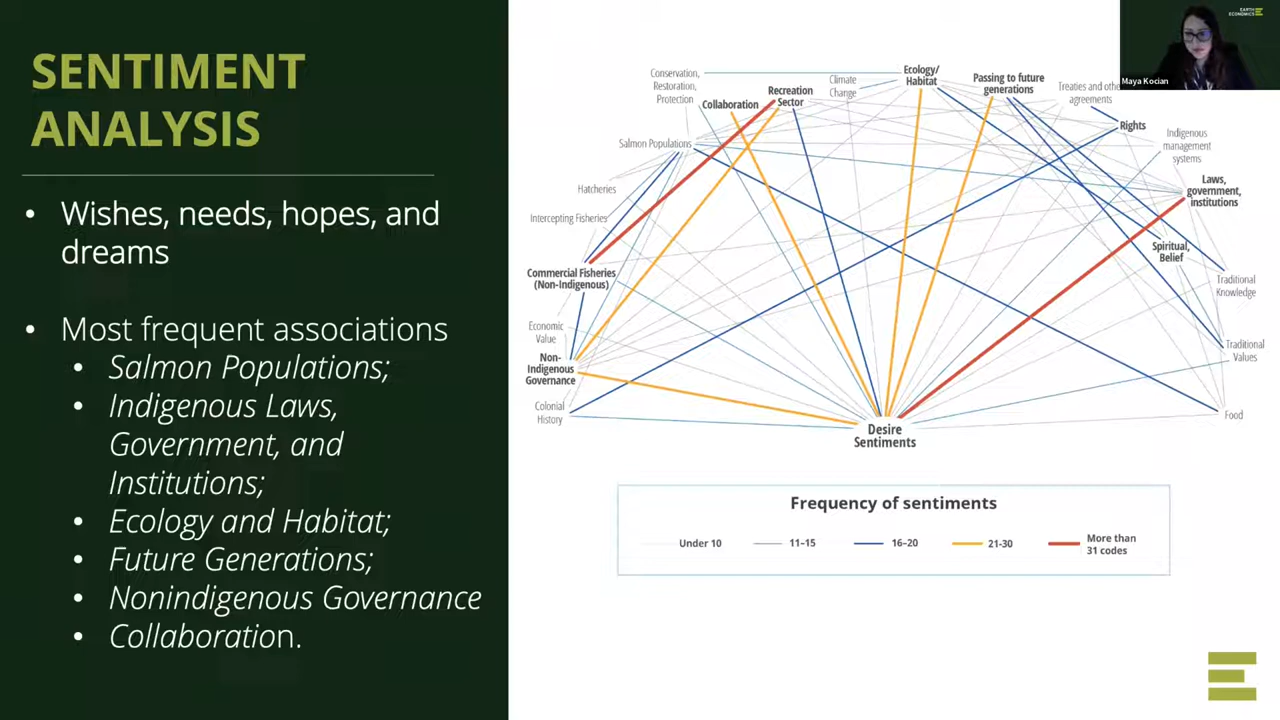 SENTIMENT
ANALYSIS
• Wishes, needs, hopes, and
dreams
• Most frequent associations
• Salmon Populations;
• Indigenous Laws,
Government, and
Institutions;
• Ecology and Habitat;
• Future Generations;
• Nonindigenous Governance
• Collaboration.
Conservation,
Restoration,
Protection
Collaboration
Recreation
Sector
Climate
Change
Ecology/
Habitat
Passing to future
generations
Treaties and othe
agreements
Rights
Indigenous
management
systems
Laws,
government,
institutions
Spiritual,
Belief
Traditional
Knowledge
Traditional
Values
Food
Desire
Sentiments
Colonial
History
Non-
Indigenous
Governance
Economic
Value
Commercial Fisheries
(Non-Indigenous)
Intercepting Fisheries
Hatcheries
Salmon Populations
Frequency of sentiments
Under 10
11–15
16–20
21-30
More than
31 codes
EARTH
ECONOMICS
Maya Kocian